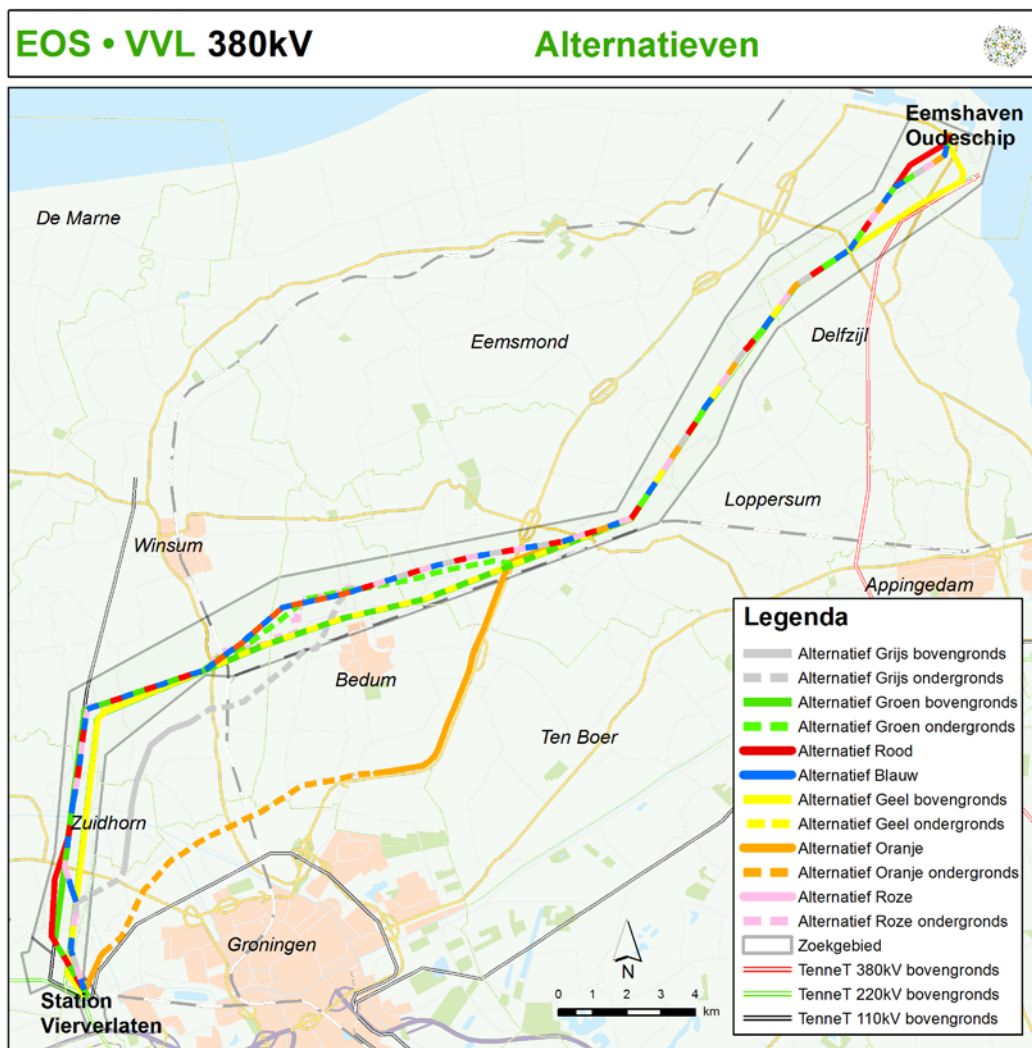 EOS • VVL 380kV Alternatieven
Eemshaven
Oudeschip
De Marne
Eemsmond
Delfzijl
Loppersum
Winsum
Appingedam
Bedum
Ten Boer
Zuidhorn
Groningen
Station
Vierverlaten
N
0 1 2 3 4
km
Legenda
Alternatief Grijs bovengronds
Alternatief Grijs ondergronds
Alternatief Groen bovengronds
Alternatief Groen ondergronds
Alternatief Rood
Alternatief Blauw
Alternatief Geel bovengronds
Alternatief Geel ondergronds
Alternatief Oranje
Alternatief Oranje ondergronds
Alternatief Roze
Alternatief Roze ondergronds
Zoekgebied
TenneT 380kV bovengronds
TenneT 220kV bovengronds
TenneT 110kV bovengronds